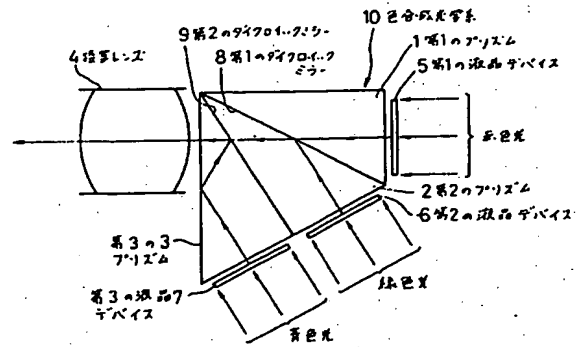 10 色合成光学系
9 第2のダイクロイックミラー
8 第1のダイクロイック
ミラー
1 第1のプリズム
5 第1の液晶デバイス
4 投写レンズ
赤色光
2 第2のプリズム
6 第2の液晶デバイス
第3の3
プリズム
第3の液晶7
デバイス
緑色光
青色光